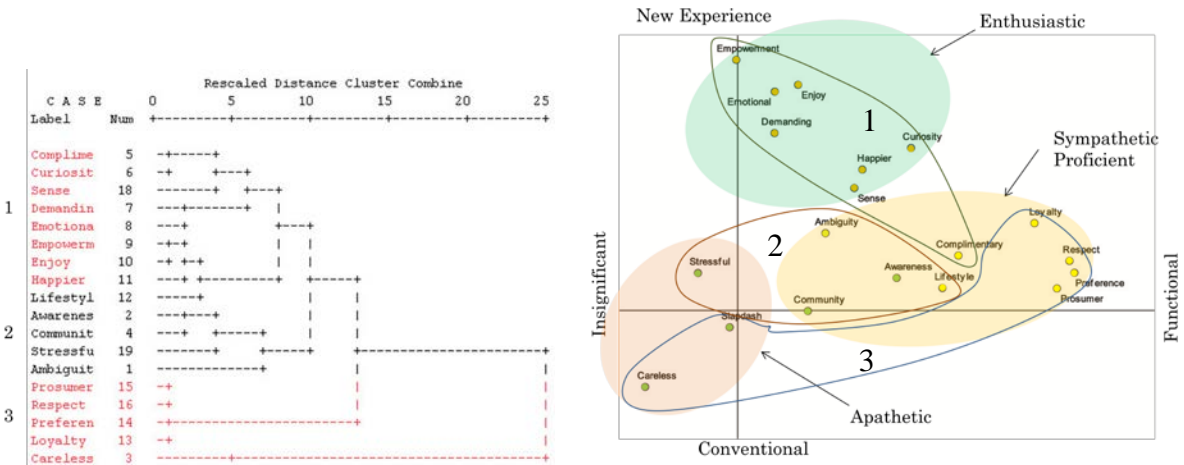 Rescaled Distance Cluster Combine
C A S E 0 5 10 15 20 25
Label Num +---------+---------+---------+---------+---------+
Complime 5
Curiosit 6
Sense 18
1
Demandin 7
Emotiona 8
Empowerm 9
Enjoy 10
Happier 11
Lifestyl 12
Awarenes 2
2
Communit 4
Stressfu 19
Ambiguit 1
Prosumer 15
Respect 16
3
Preferen 14
Loyalty 13
Careless 3
New Experience
Enthusiastic
Empowerment
Emotional
Enjoy
Demanding
1
Curiosity
Happier
Sense
Sympathetic
Proficient
Loyalty
Ambiguity
2
Complimentary
Respect
Stressful
Awareness
Lifestyle
Preference
Prosumer
Community
Insignificant
Functional
Slapdash
3
Careless
Apathetic
Conventional